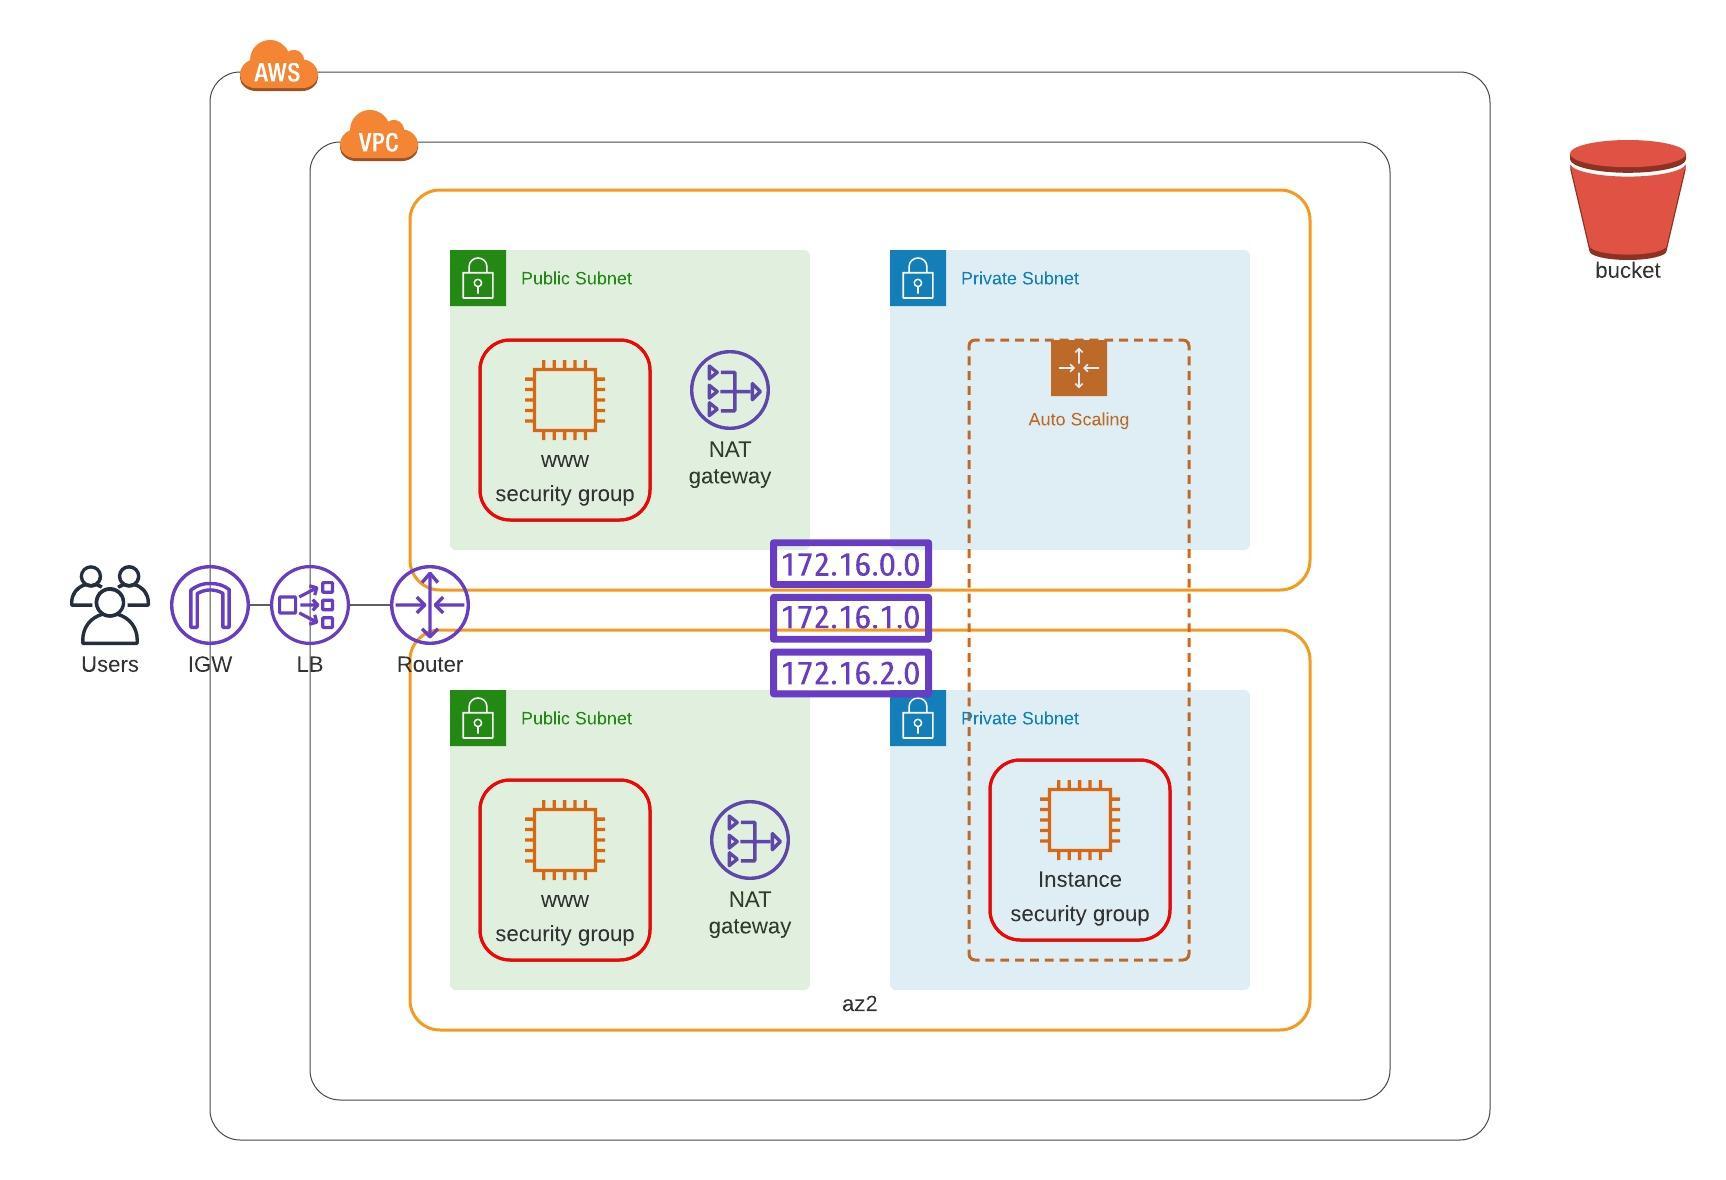 AWS
VPC
bucket
Public Subnet
Private Subnet
Auto Scaling
www
security group
NAT
gateway
172.16.0.0
172.16.1.0
172.16.2.0
Users
IGW
LB
Router
Public Subnet
Private Subnet
www
security group
NAT
gateway
Instance
security group
az2